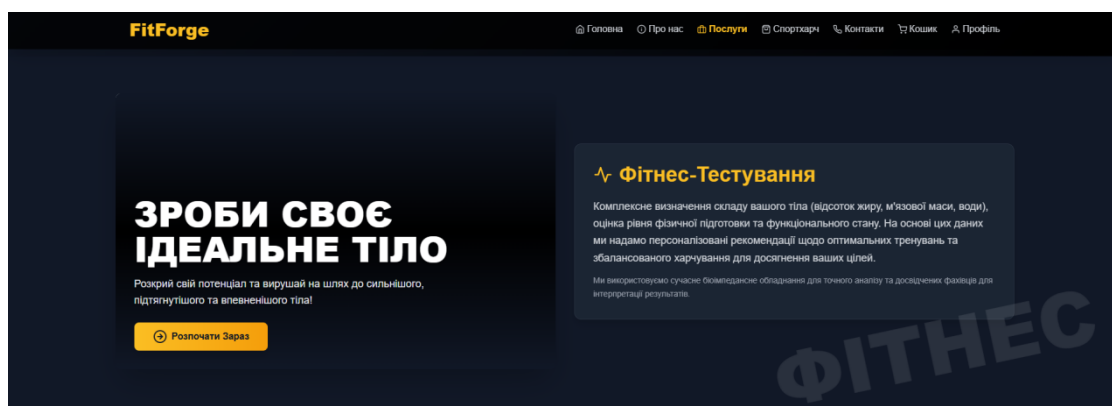 FitForge
Головна Про нас Послуги Спортхарч Контакти Кошик Профіль
ЗРОБИ СВОЄ
ІДЕАЛЬНЕ ТІЛО
Розкрий свій потенціал та вирушай на шлях до сильнішого,
підтягнутішого та впевненішого тіла!
Розпочати Зараз
Фітнес-Тестування
Комплексне визначення складу вашого тіла (відсоток жиру, м'язової маси, води),
оцінка рівня фізичної підготовки та функціонального стану. На основі цих даних
ми надамо персоналізовані рекомендації щодо оптимальних тренувань та
збалансованого харчування для досягнення ваших цілей.
Ми використовуємо сучасне біоімпедансне обладнання для точного аналізу та досвідчених фахівців для
інтерпретації результатів.
ФІТНЕС